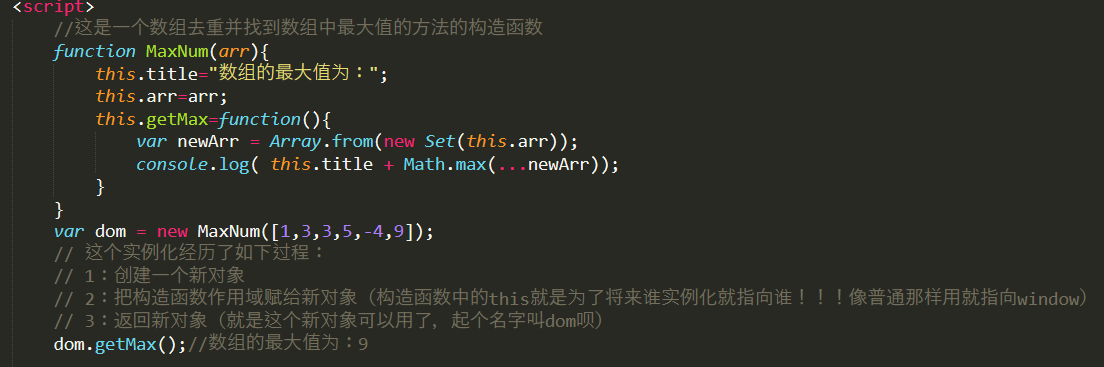 <script>
//这是一个数组去重并找到数组中最大值的方法的构造函数
function MaxNum(arr){
this.title="数组的最大值为：";
this.arr=arr;
this.getMax=function(){
var newArr = Array.from(new Set(this.arr));
console.log( this.title + Math.max(...newArr));
}
}
var dom = new MaxNum([1,3,3,5,-4,9]);
// 这个实例化经历了如下过程：
// 1：创建一个新对象
// 2：把构造函数作用域赋给新对象（构造函数中的this就是为了将来谁实例化就指向谁！！！像普通那样用就指向window）
// 3：返回新对象（就是这个新对象可以用了，起个名字叫dom呗）
dom.getMax();//数组的最大值为：9